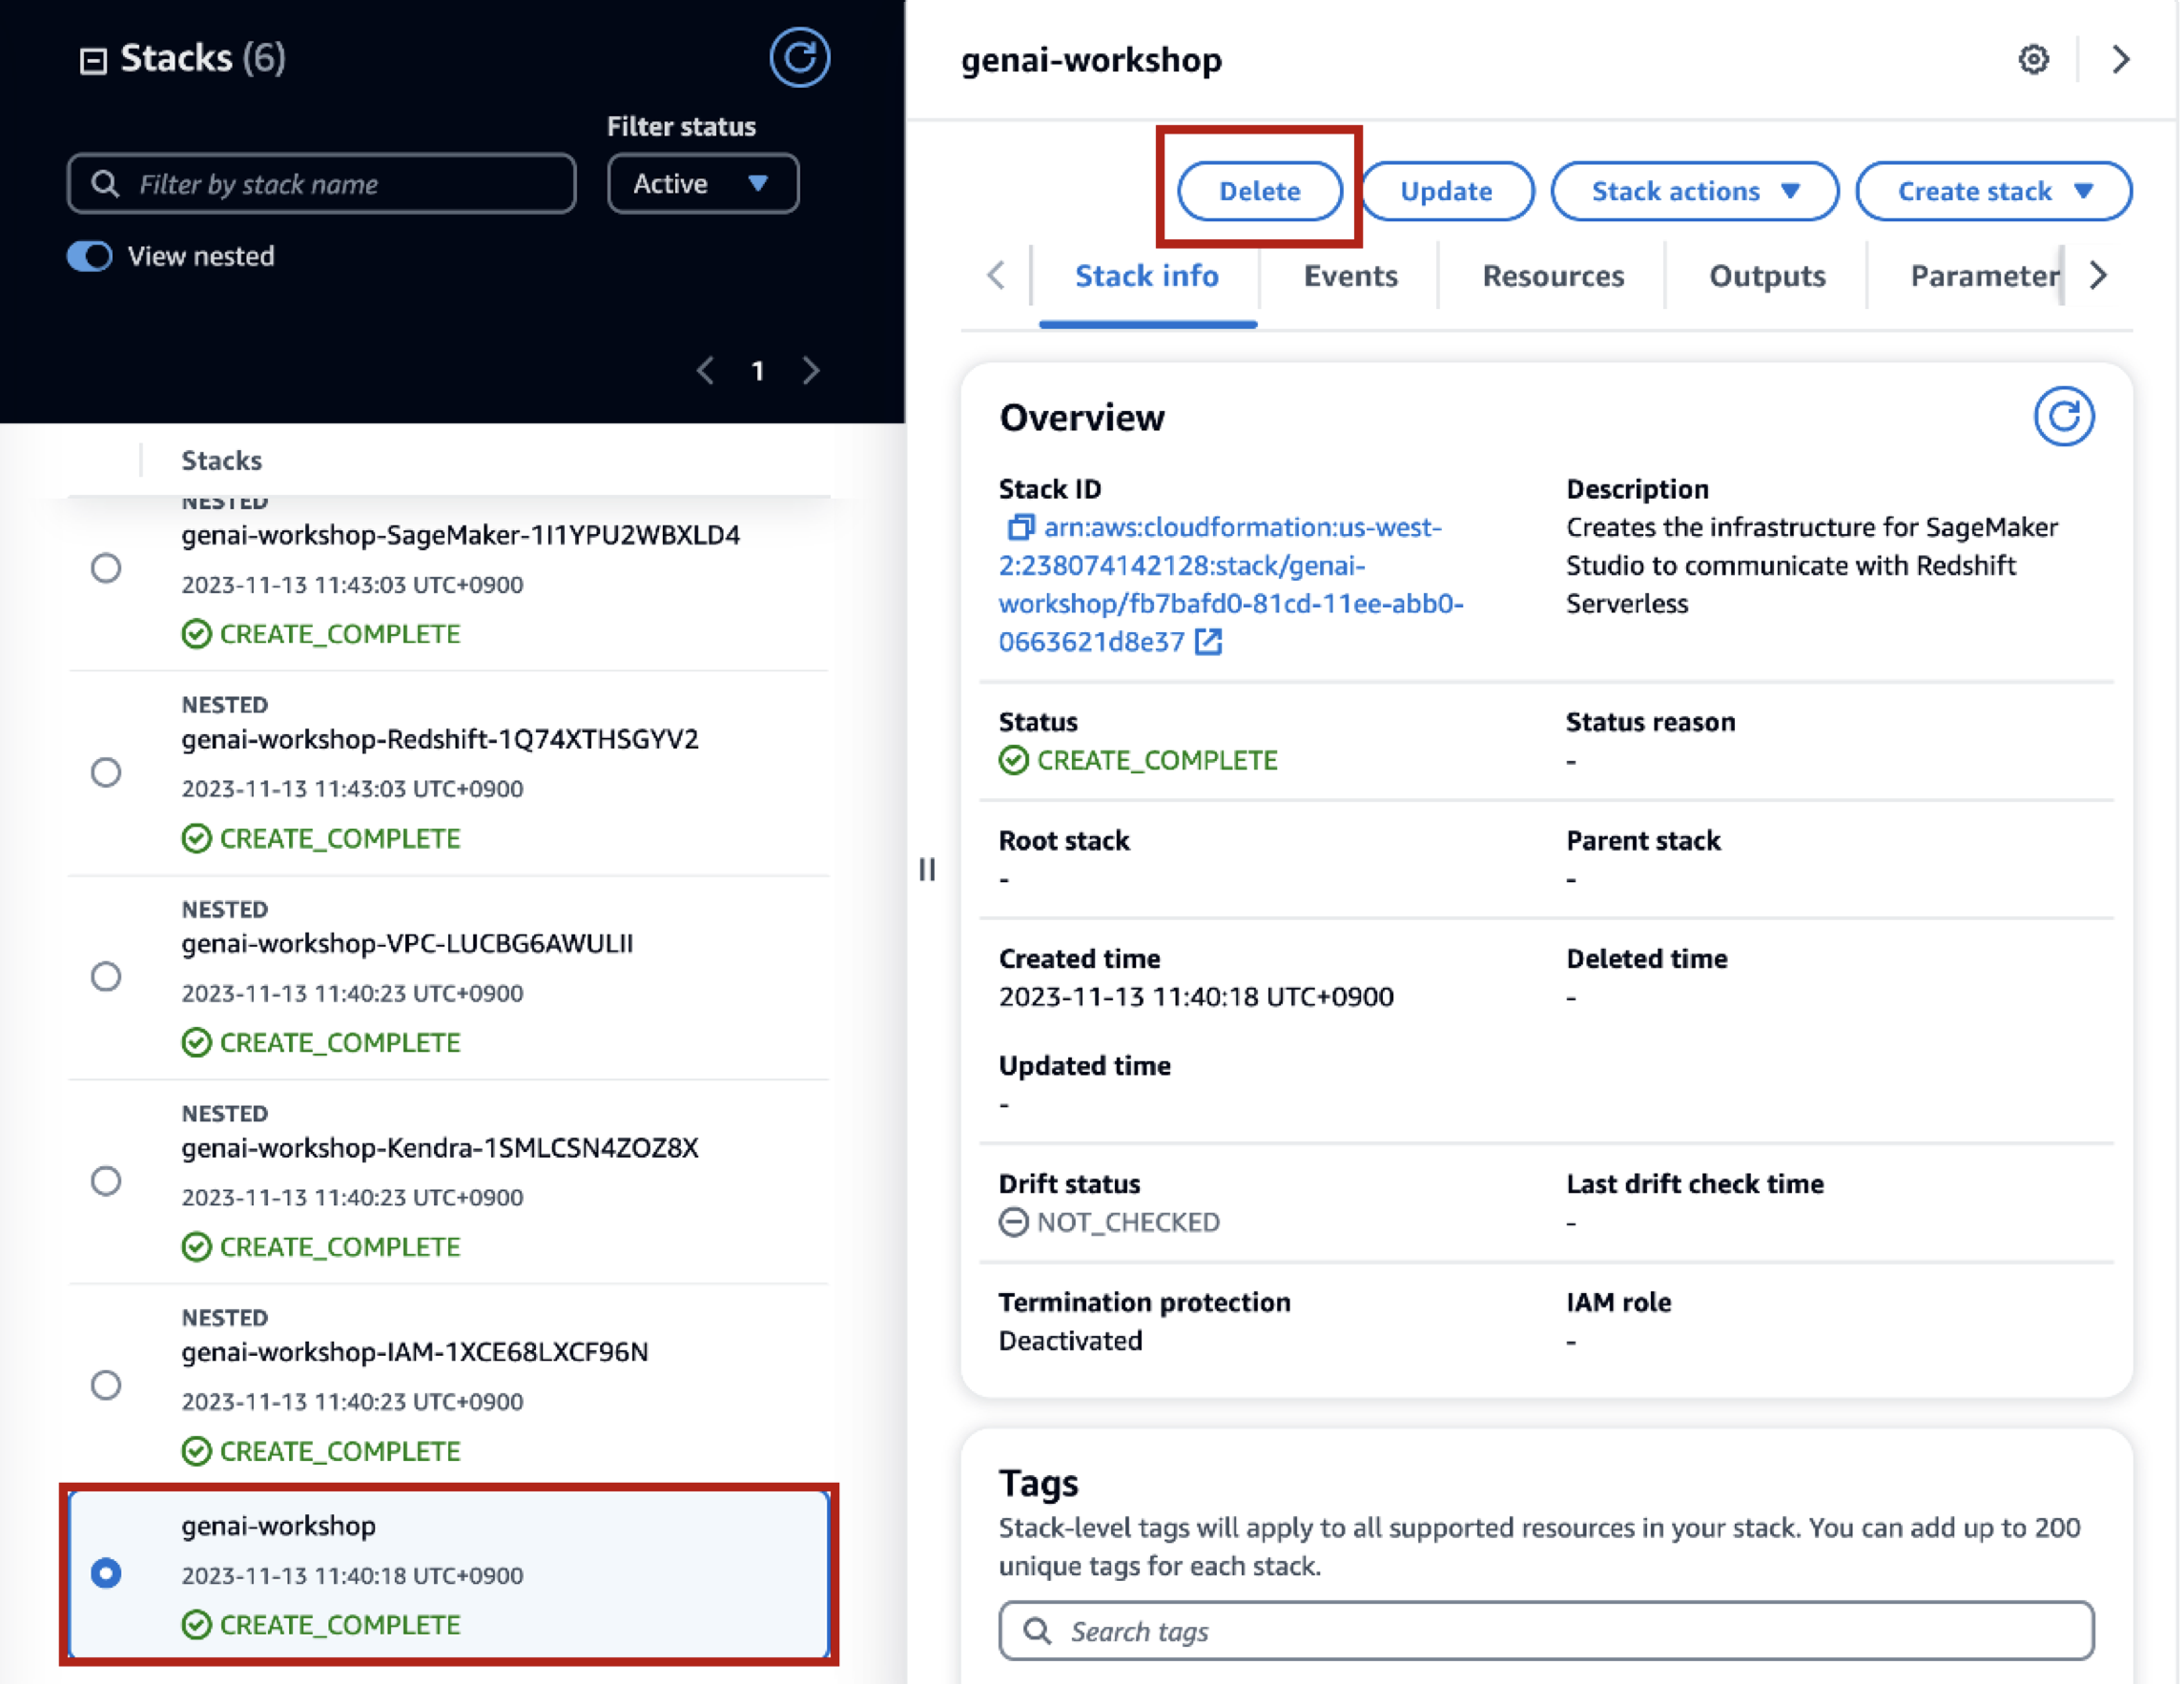 Stacks (6)
Filter status
Filter by stack name
Active
View nested
1
Stacks
NESTED
genai-workshop-SageMaker-1I1YPU2WBXLD4
2023-11-13 11:43:03 UTC+0900
CREATE_COMPLETE
NESTED
genai-workshop-Redshift-1Q74XTHSGYV2
2023-11-13 11:43:03 UTC+0900
CREATE_COMPLETE
NESTED
genai-workshop-VPC-LUCBG6AWULII
2023-11-13 11:40:23 UTC+0900
CREATE_COMPLETE
NESTED
genai-workshop-Kendra-1SMLCSN4ZOZ8X
2023-11-13 11:40:23 UTC+0900
CREATE_COMPLETE
NESTED
genai-workshop-IAM-1XCE68LXCF96N
2023-11-13 11:40:23 UTC+0900
CREATE_COMPLETE
genai-workshop
2023-11-13 11:40:18 UTC+0900
CREATE_COMPLETE
genai-workshop
Delete Update Stack actions Create stack
Stack info Events Resources Outputs Parameter
Overview
Stack ID
arn:aws:cloudformation:us-west-
2:238074142128:stack/genai-
workshop/fb7bafd0-81cd-11ee-abb0-
0663621d8e37
Description
Creates the infrastructure for SageMaker
Studio to communicate with Redshift
Serverless
Status
CREATE_COMPLETE
Status reason
-
Root stack
-
Parent stack
-
Created time
2023-11-13 11:40:18 UTC+0900
Deleted time
-
Updated time
-
Drift status
NOT_CHECKED
Last drift check time
-
Termination protection
Deactivated
IAM role
-
Tags
Stack-level tags will apply to all supported resources in your stack. You can add up to 200
unique tags for each stack.
Search tags